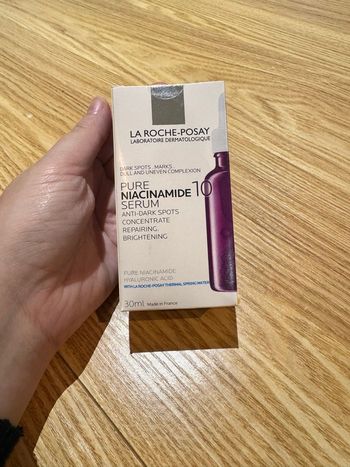 LA ROCHE-POSAY
LABORATOIRE DERMATOLOGIQUE
DARK SPOTS, MARKS
DULL AND UNEVEN COMPLEXION
PURE
NIACINAMIDE 10
SERUM
ANTI-DARK SPOTS
CONCENTRATE
REPAIRING,
BRIGHTENING
PURE NIACINAMIDE
HYALURONIC ACID
WITH LA ROCHE-POSAY THERMAL SPRING WATER
30ml Made in France